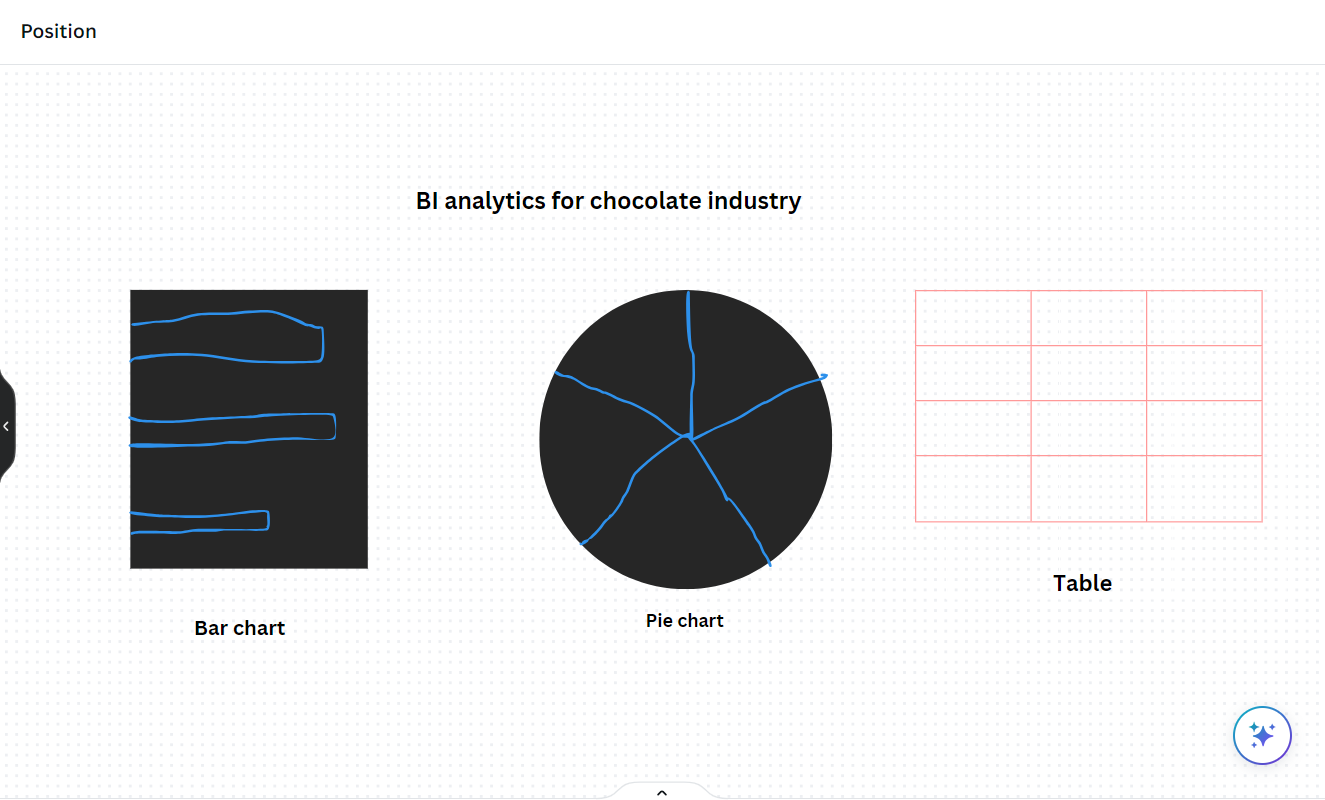 Position
BI analytics for chocolate industry
Bar chart
Pie chart
Table